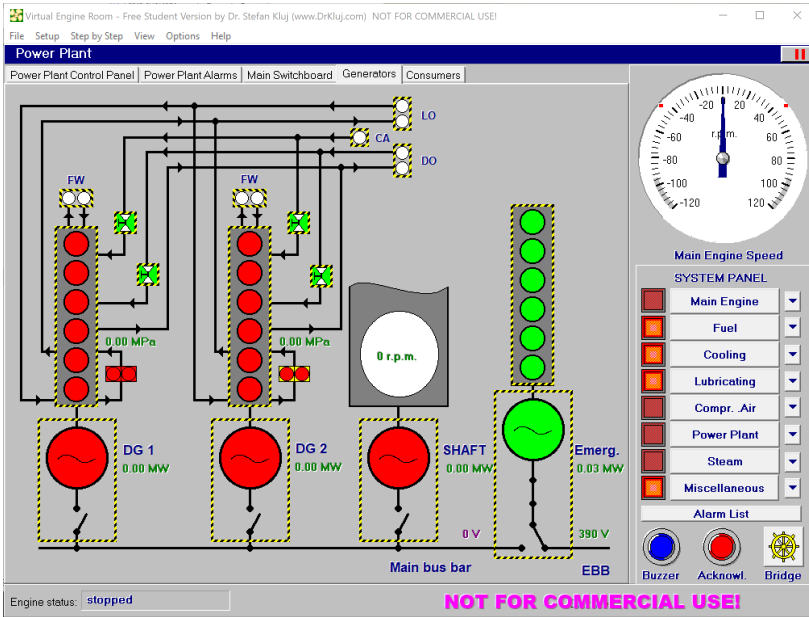 Virtual Engine Room - Free Student Version by Dr. Stefan Kluj (www.DrKluj.com)  NOT FOR COMMERCIAL USE!
File Setup Step by Step View Options Help
Power Plant
Power Plant Control Panel Power Plant Alarms Main Switchboard Generators Consumers
LO
CA
DO
FW FW
0.00 MPa 0.00 MPa
0 r.p.m.
DG 1 DG 2 SHAFT Emerg.
0.00 MW 0.00 MW 0.00 MW 0.03 MW
0 V 390 V
Main bus bar EBB
-20 20
-40 40
-60 r.p.m. 60
-80 80
-100 100
-120 120
Main Engine Speed
SYSTEM PANEL
Main Engine
Fuel
Cooling
Lubricating
Compr. .Air
Power Plant
Steam
Miscellaneous
Alarm List
Buzzer Acknowl. Bridge
Engine status: stopped
NOT FOR COMMERCIAL USE!